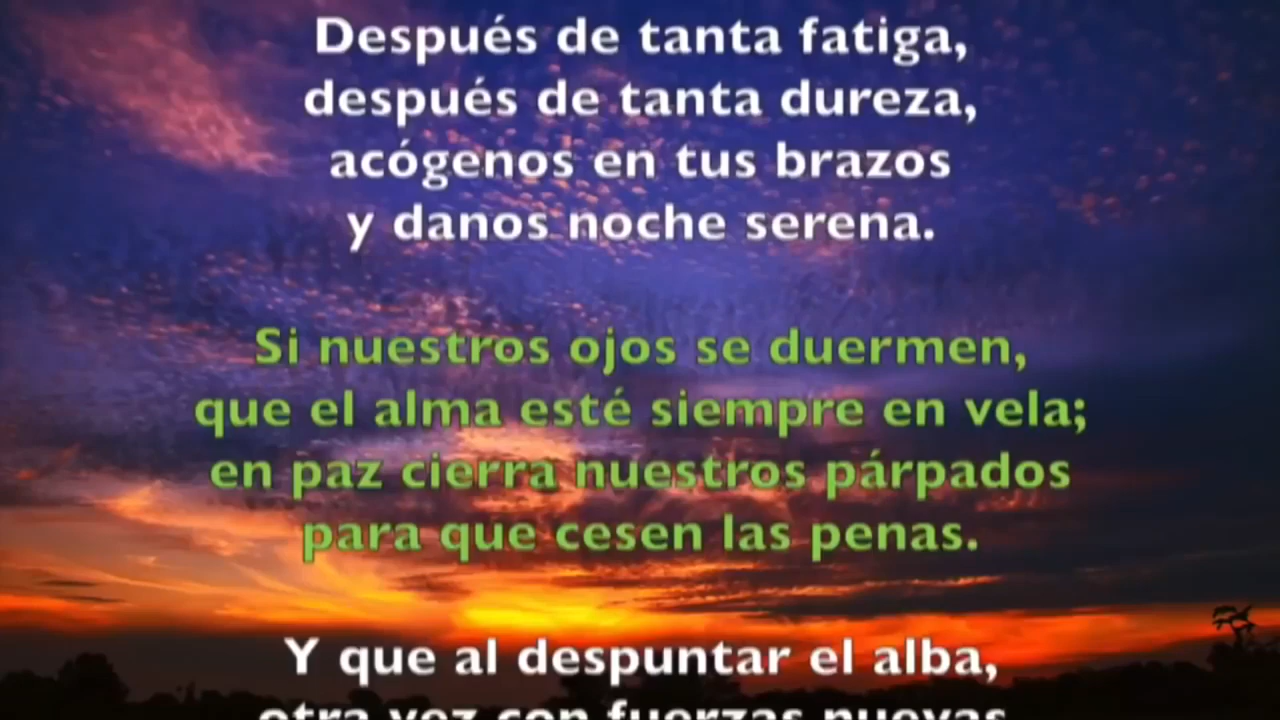 Después de tanta fatiga,
después de tanta dureza,
acógenos en tus brazos
y danos noche serena.
Si nuestros ojos se duermen,
que el alma esté siempre en vela;
en paz cierra nuestros párpados
para que cesen las penas.
Y que al despuntar el alba,
otra vez con fuerzas nuevas